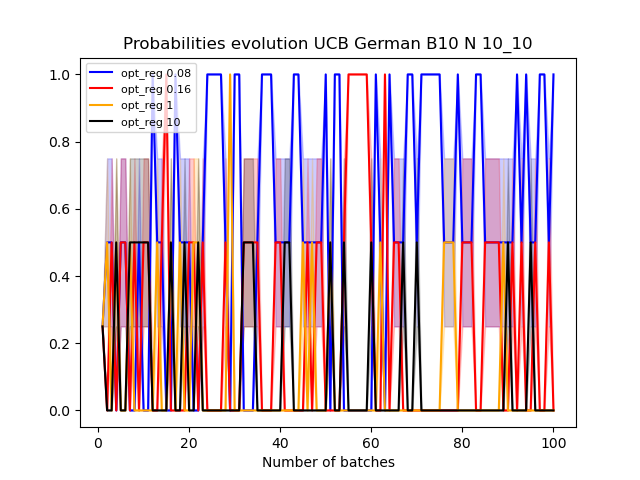 Probabilities evolution UCB German B10 N 10_10
opt_reg 0.08
opt_reg 0.16
opt_reg 1
opt_reg 10
1.0
0.8
0.6
0.4
0.2
0.0
0 20 40 60 80 100
Number of batches